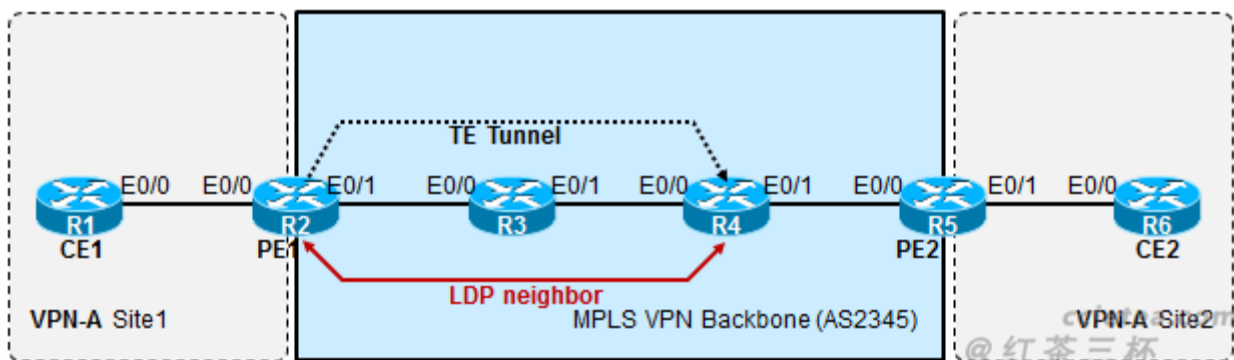 TE Tunnel
E0/0 E0/0 E0/1 E0/0 E0/1 E0/0 E0/1 E0/0 E0/1 E0/0
R1 R2 R3 R4 R5 R6
CE1 PE1 PE2 CE2
LDP neighbor
VPN-A Site1 MPLS VPN Backbone (AS2345) VPN-A Site2
@红茶三杯